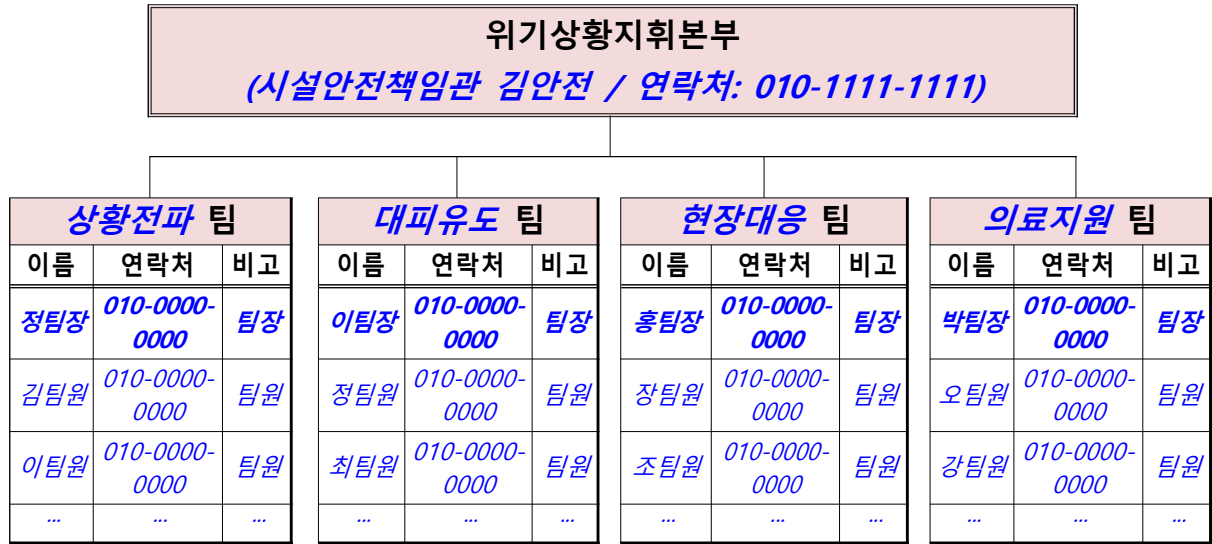 위기상황지휘본부
(시설안전책임관 김안전 / 연락처: 010-1111-1111)
상황전파 팀
이름 연락처 비고
정팀장 010-0000-0000 팀장
김팀원 010-0000-0000 팀원
이팀원 010-0000-0000 팀원
... ... ...
대피유도 팀
이름 연락처 비고
이팀장 010-0000-0000 팀장
정팀원 010-0000-0000 팀원
최팀원 010-0000-0000 팀원
... ... ...
현장대응 팀
이름 연락처 비고
홍팀장 010-0000-0000 팀장
장팀원 010-0000-0000 팀원
조팀원 010-0000-0000 팀원
... ... ...
의료지원 팀
이름 연락처 비고
박팀장 010-0000-0000 팀장
오팀원 010-0000-0000 팀원
강팀원 010-0000-0000 팀원
... ... ...